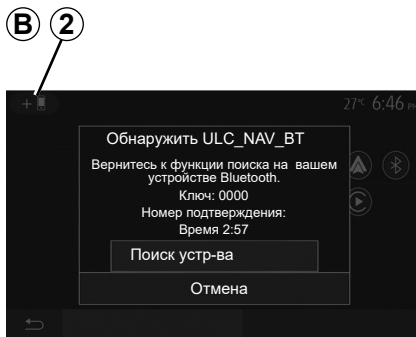 B 2
27°C 6:46 PM
Обнаружить ULC_NAV_BT
Вернитесь к функции поиска на вашем
устройстве Bluetooth.
Ключ: 0000
Номер подтверждения:
Время 2:57
Поиск устр-ва
Отмена